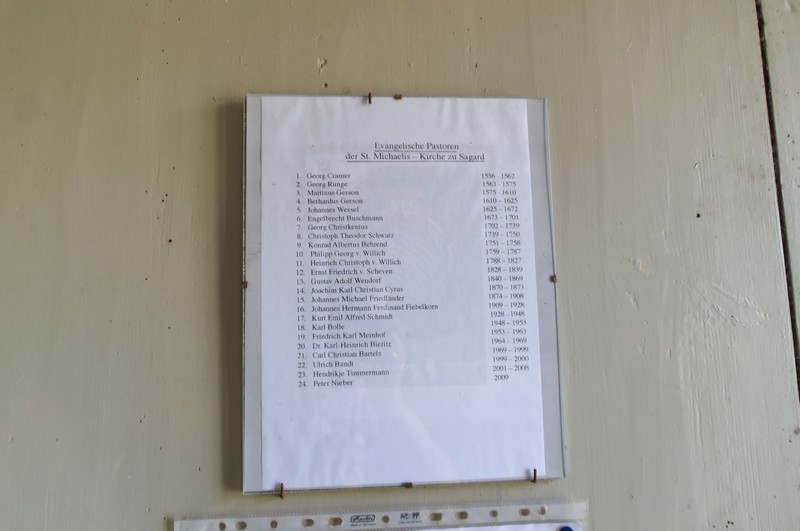 Evangelische Pastoren
der St. Michaelis – Kirche zu Sagard
1. Georg Cramer 1536 - 1562
2. Georg Runge 1563 - 1575
3. Martinus Gerson 1575 - 1610
4. Berhardus Gerson 1610 – 1625
5. Johannes Wessel 1625 – 1672
6. Engelbrecht Buschmann 1673 – 1701
7. Georg Christkenius 1702 – 1739
8. Christoph Theodor Schwarz 1739 – 1750
9. Konrad Albertus Behrend 1751 – 1758
10. Philipp Georg v. Willich 1759 – 1787
11. Heinrich Christoph v. Willich 1788 – 1827
12. Ernst Friedrich v. Scheven 1828 – 1839
13. Gustav Adolf Wendorf 1840 – 1869
14. Joachim Karl Christian Cyrus 1870 – 1873
15. Johannes Michael Friedländer 1874 – 1908
16. Johannes Hermann Ferdinand Fiebelkorn 1909 – 1928
17. Kurt Emil Alfred Schmidt 1928 – 1948
18. Karl Bolle 1948 – 1953
19. Friedrich Karl Meinhof 1953 – 1963
20. Dr. Karl-Heinrich Bieritz 1964 – 1969
21. Carl Christian Bartels 1969 – 1999
22. Ulrich Bandt 1999 – 2000
23. Hendrikje Timmermann 2001 – 2008
24. Peter Nieber 2009